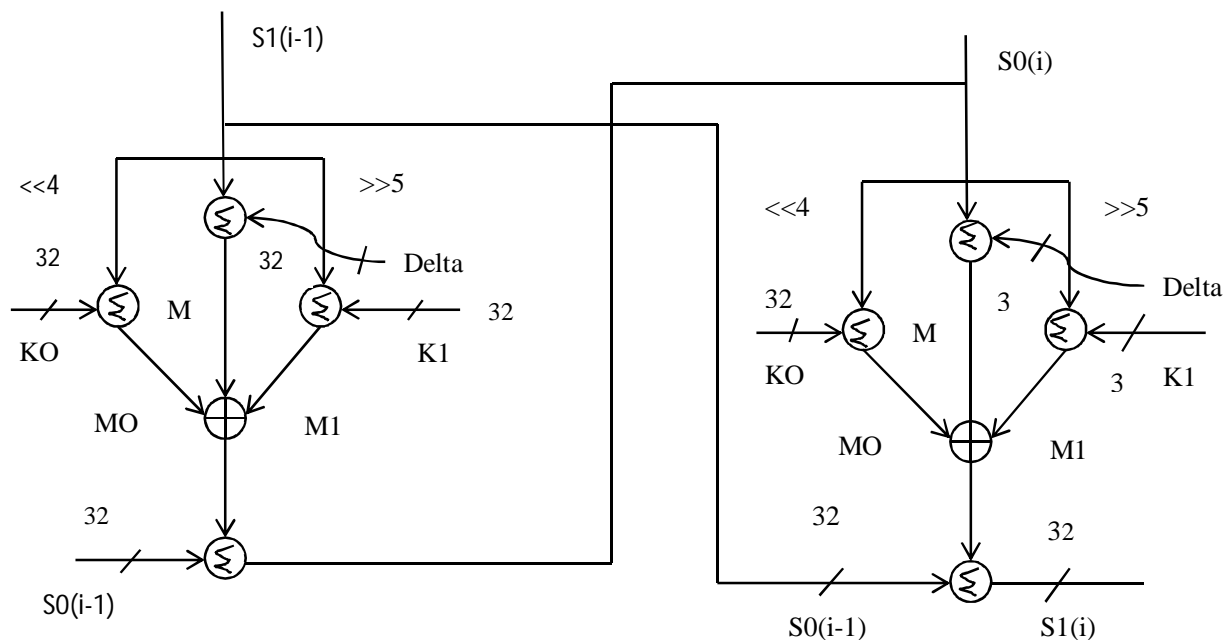 S1(i-1)
<<4
>>5
32
32
Delta
M
32
KO
K1
MO
M1
32
S0(i-1)
S0(i)
<<4
>>5
Delta
32
M
3
KO
3
K1
MO
M1
32
32
S0(i-1)
S1(i)